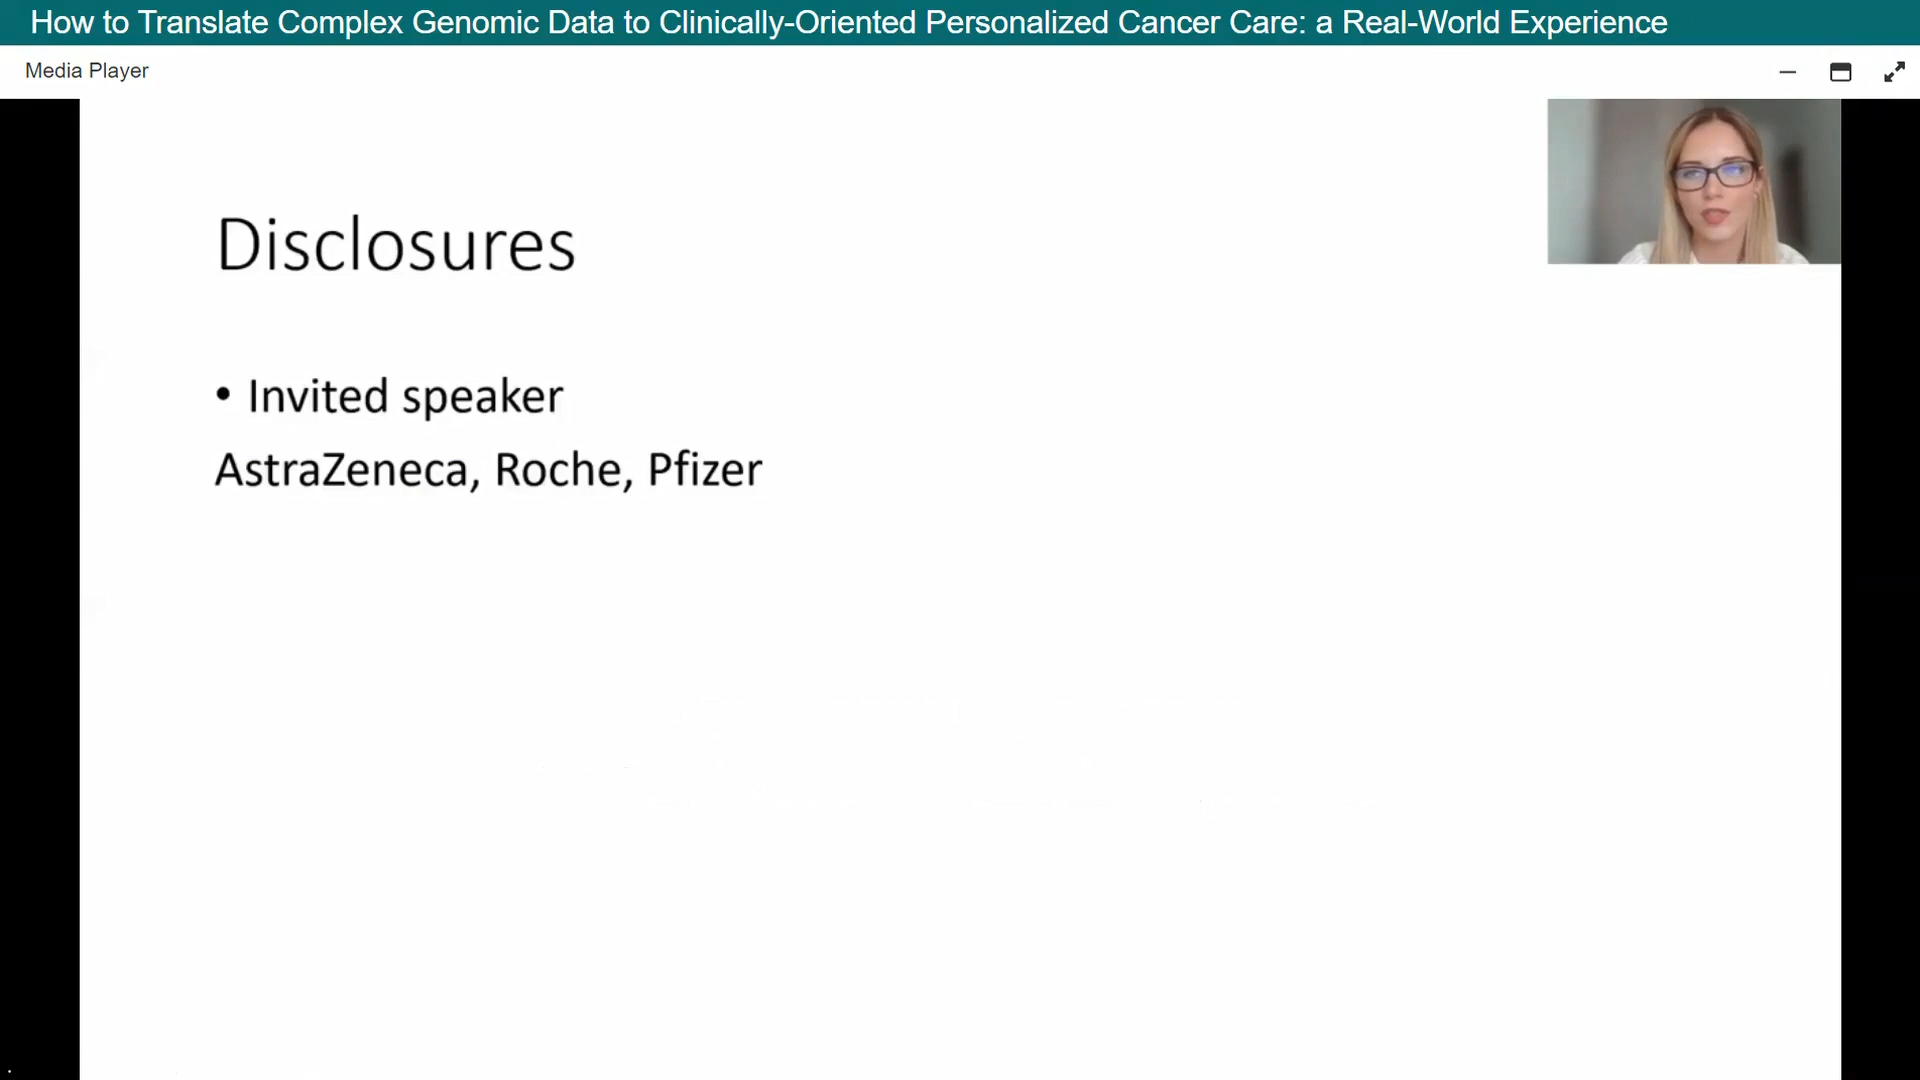 How to Translate Complex Genomic Data to Clinically-Oriented Personalized Cancer Care: a Real-World Experience
Media Player
Disclosures
• Invited speaker
AstraZeneca, Roche, Pfizer